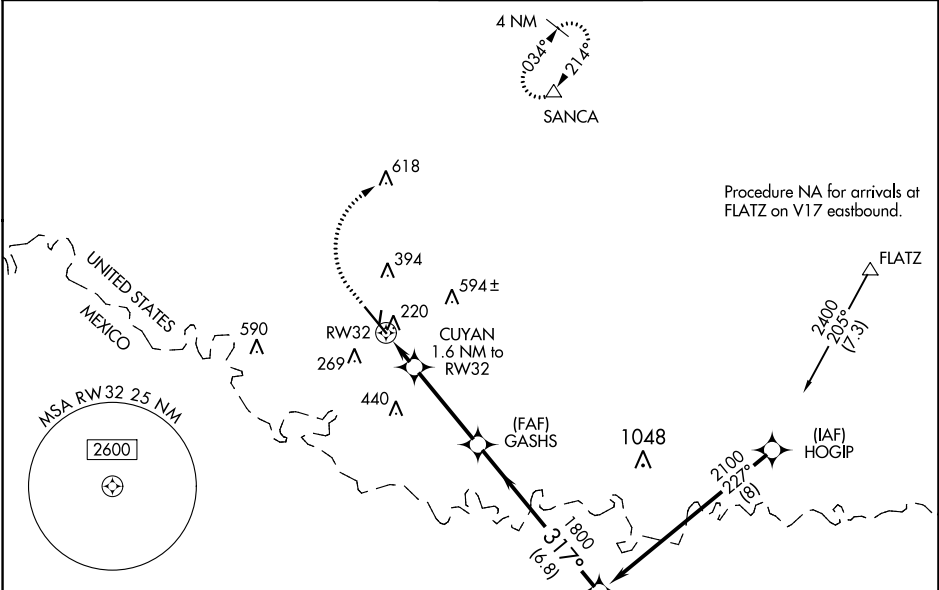 4 NM
034°
214°
SANCA
618
Procedure NA for arrivals at
FLATZ on V17 eastbound.
FLATZ
394
594±
UNITED STATES
MEXICO
220
2400
205°
(7.3)
590
RW32
CUYAN
1.6 NM to
RW32
269
440
MSA RW 32 25 NM
2600
(FAF)
GASHS
1048
(IAF)
HOGIP
2100
227°
(8)
1800
317°
(6.8)